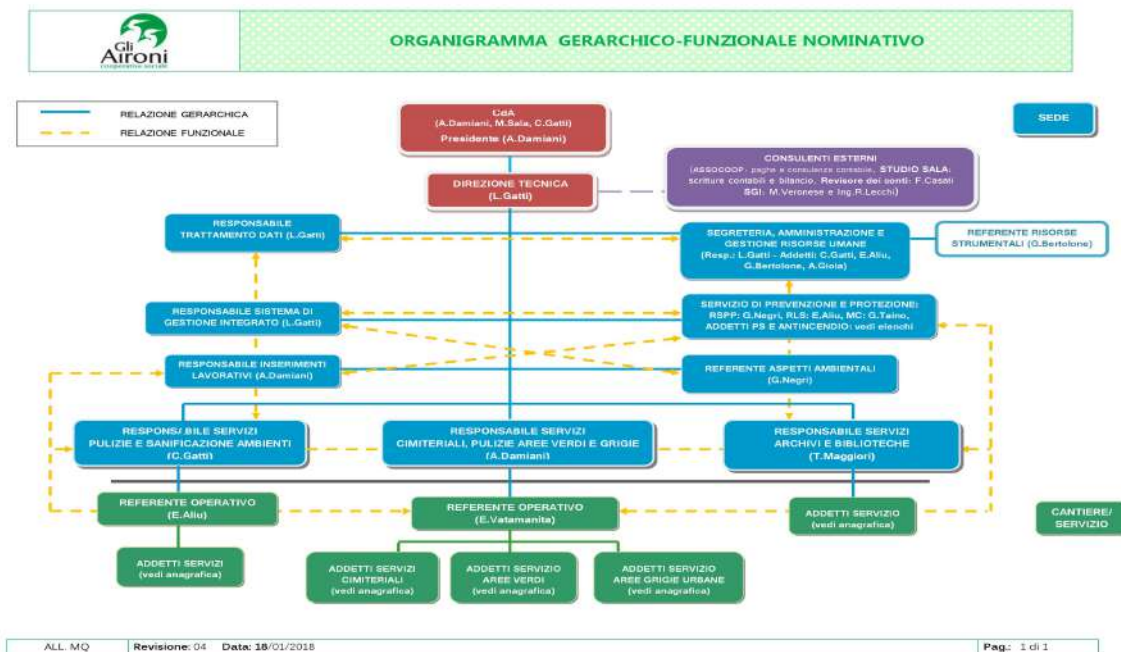 Gli
Aironi
cooperativa sociale
ORGANIGRAMMA GERARCHICO-FUNZIONALE NOMINATIVO
RELAZIONE GERARCHICA
RELAZIONE FUNZIONALE
CdA
(A.Damiani, M.Sala, C.Gatti)
Presidente (A.Damiani)
SEDE
DIREZIONE TECNICA
(L.Gatti)
CONSULENTI ESTERNI
(ASSOCOOP: paghe e consulenza contabile, STUDIO SALA:
scritture contabili e bilancio, Revisore dei conti: F.Casati
SGI: M.Veronese e Ing.R.Lecchi)
RESPONSABILE
TRATTAMENTO DATI (L.Gatti)
SEGRETERIA, AMMINISTRAZIONE E
GESTIONE RISORSE UMANE
(Resp.: L.Gatti - Addetti: C.Gatti, E.Aliu,
G.Bertolone, A.Gioia)
REFERENTE RISORSE
STRUMENTALI (G.Bertolone)
RESPONSABILE SISTEMA DI
GESTIONE INTEGRATO (L.Gatti)
SERVIZIO DI PREVENZIONE E PROTEZIONE:
RSPP: G.Negri, RLS: E.Aliu, MC: G.Taino,
ADDETTI PS E ANTINCENDIO: vedi elenchi
RESPONSABILE INSERIMENTI
LAVORATIVI (A.Damiani)
REFERENTE ASPETTI AMBIENTALI
(G.Negri)
RESPONSABILE SERVIZI
PULIZIE E SANIFICAZIONE AMBIENTI
(C.Gatti)
RESPONSABILE SERVIZI
CIMITERIALI, PULIZIE AREE VERDI E GRIGIE
(A.Damiani)
RESPONSABILE SERVIZI
ARCHIVI E BIBLIOTECHE
(T.Maggiori)
REFERENTE OPERATIVO
(E.Aliu)
REFERENTE OPERATIVO
(E.Vatamanita)
ADDETTI SERVIZIO
(vedi anagrafica)
CANTIERE/
SERVIZIO
ADDETTI SERVIZI
(vedi anagrafica)
ADDETTI SERVIZI
CIMITERIALI
(vedi anagrafica)
ADDETTI SERVIZIO
AREE VERDI
(vedi anagrafica)
ADDETTI SERVIZIO
AREE GRIGIE URBANE
(vedi anagrafica)
ALL. MQ
Revisione: 04 Data: 18/01/2018
Pag.: 1 di 1